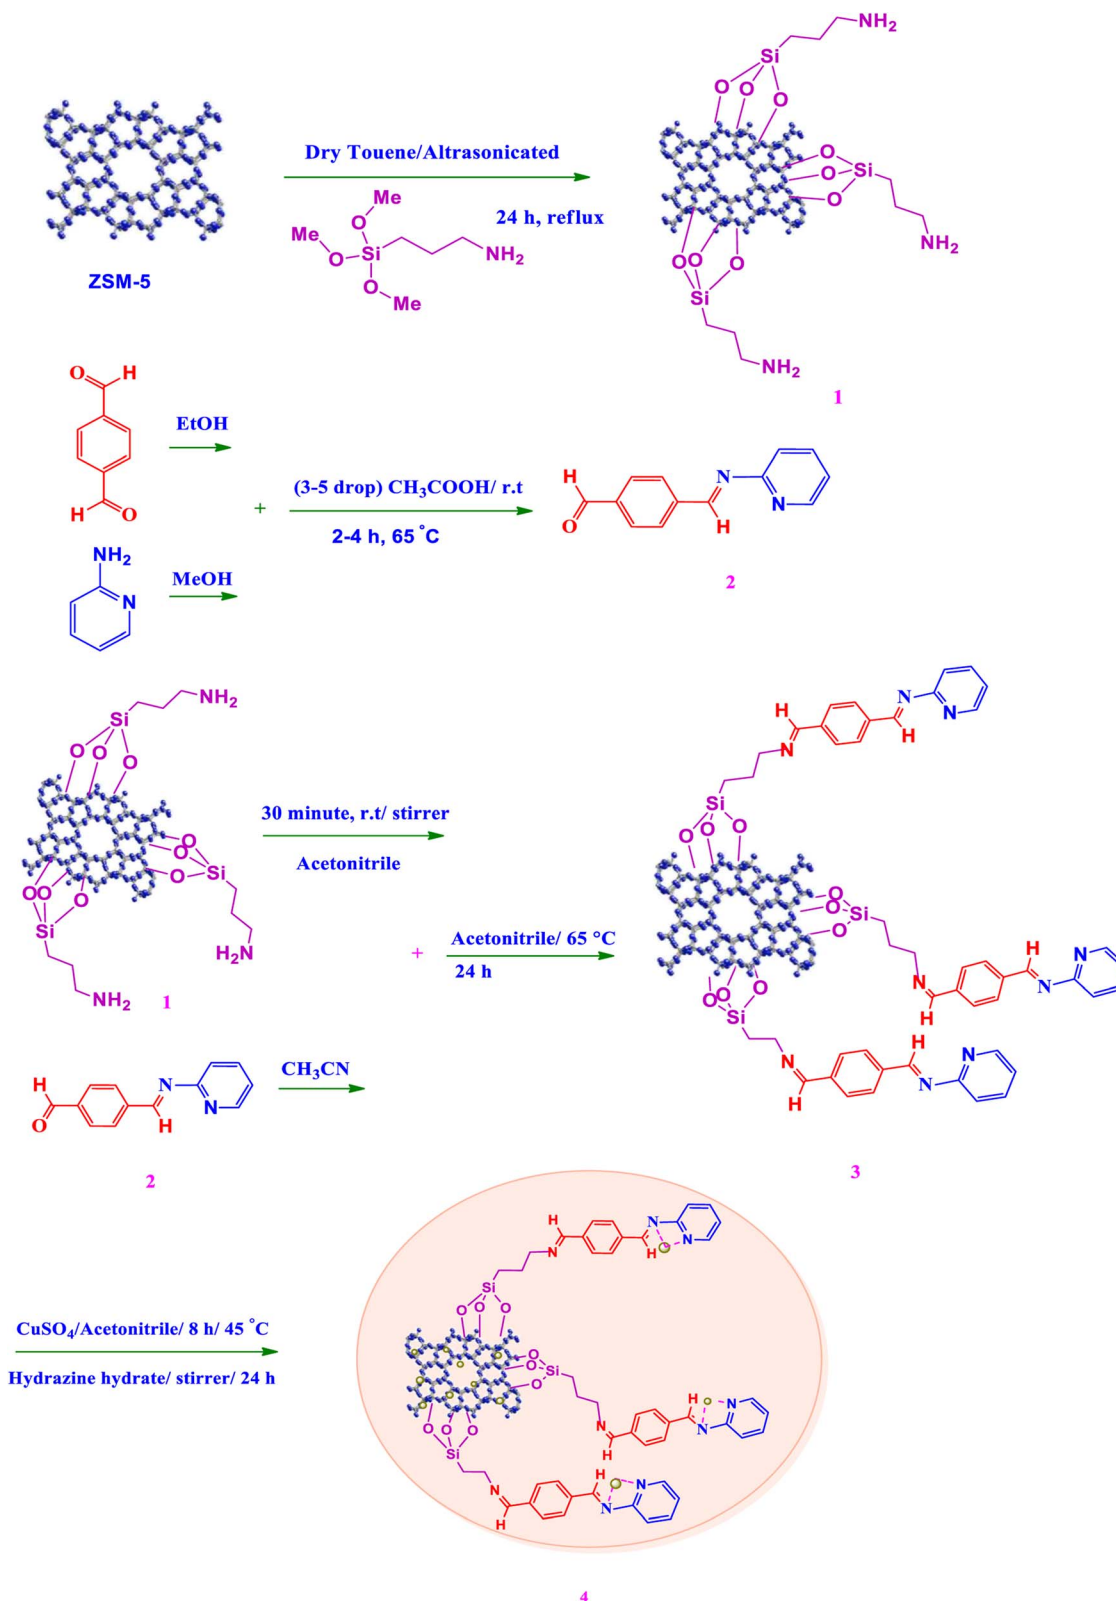 NH2
Si
O
O
O
Dry Touene/Altrasonicated
O
O
O
Si
Me
O
24 h, reflux
Me
O
Si
NH2
O
Me
NH2
ZSM-5
O
O
O
Si
NH2
1
O
H
EtOH
H
O
+
(3-5 drop) CH3COOH/ r.t
2-4 h, 65 °C
H
O
N
H
N
2
NH2
N
MeOH
NH2
Si
O
O
O
30 minute, r.t/ stirrer
Acetonitrile
O
O
O
Si
O
O
O
Si
H2N
NH2
1
+
Acetonitrile/ 65 °C
24 h
H
N
H
N
N
Si
O
O
O
O
O
O
Si
N
H
H
N
N
O
O
O
Si
N
H
H
N
N
3
H
O
N
H
N
2
CH3CN
CuSO4/Acetonitrile/ 8 h/ 45 °C
Hydrazine hydrate/ stirrer/ 24 h
H
N
H
N
N
Si
O
O
O
O
O
O
Si
N
H
H
N
N
O
O
O
Si
N
H
H
N
N
4